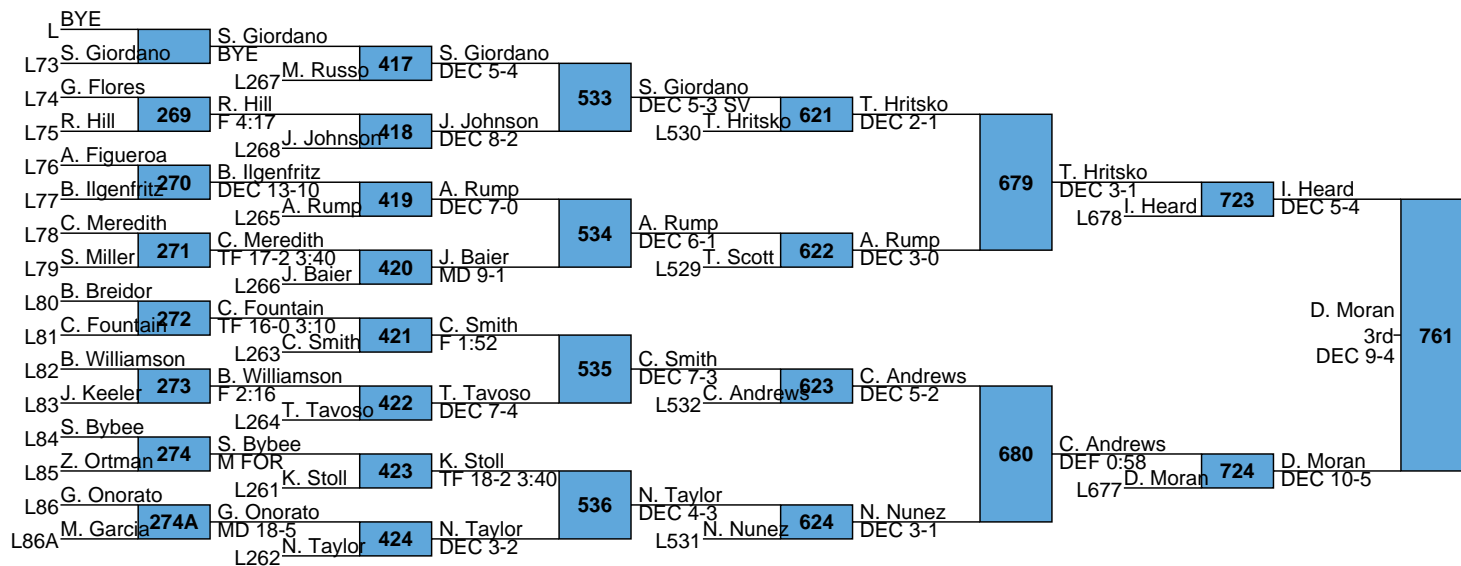 BYE
L
S. Giordano
L73
S. Giordano
BYE
G. Flores
L74
269
R. Hill
L75
R. Hill
F 4:17
A. Figueroa
L76
270
B. Ilgenfritz
L77
B. Ilgenfritz
DEC 13-10
C. Meredith
L78
271
S. Miller
L79
C. Meredith
TF 17-2 3:40
B. Breidor
L80
272
C. Fountain
L81
C. Fountain
TF 16-0 3:10
B. Williamson
L82
273
J. Keeler
L83
B. Williamson
F 2:16
S. Bybee
L84
274
Z. Ortman
L85
S. Bybee
M FOR
G. Onorato
L86
274A
M. Garcia
L86A
G. Onorato
MD 18-5
M. Russo
L267
417
S. Giordano
DEC 5-4
J. Johnson
L268
418
J. Johnson
DEC 8-2
A. Rump
L265
419
A. Rump
DEC 7-0
J. Baier
L266
420
J. Baier
MD 9-1
C. Smith
L263
421
C. Smith
F 1:52
T. Tavoso
L264
422
T. Tavoso
DEC 7-4
K. Stoll
L261
423
K. Stoll
TF 18-2 3:40
N. Taylor
L262
424
N. Taylor
DEC 3-2
533
S. Giordano
DEC 5-3 SV
534
A. Rump
DEC 6-1
535
C. Smith
DEC 7-3
536
N. Taylor
DEC 4-3
T. Hritsko
L530
621
T. Hritsko
DEC 2-1
T. Scott
L529
622
A. Rump
DEC 3-0
C. Andrews
L532
623
C. Andrews
DEC 5-2
N. Nunez
L531
624
N. Nunez
DEC 3-1
679
T. Hritsko
DEC 3-1
680
C. Andrews
DEF 0:58
I. Heard
L678
723
I. Heard
DEC 5-4
D. Moran
L677
724
D. Moran
DEC 10-5
D. Moran
3rd
DEC 9-4
761